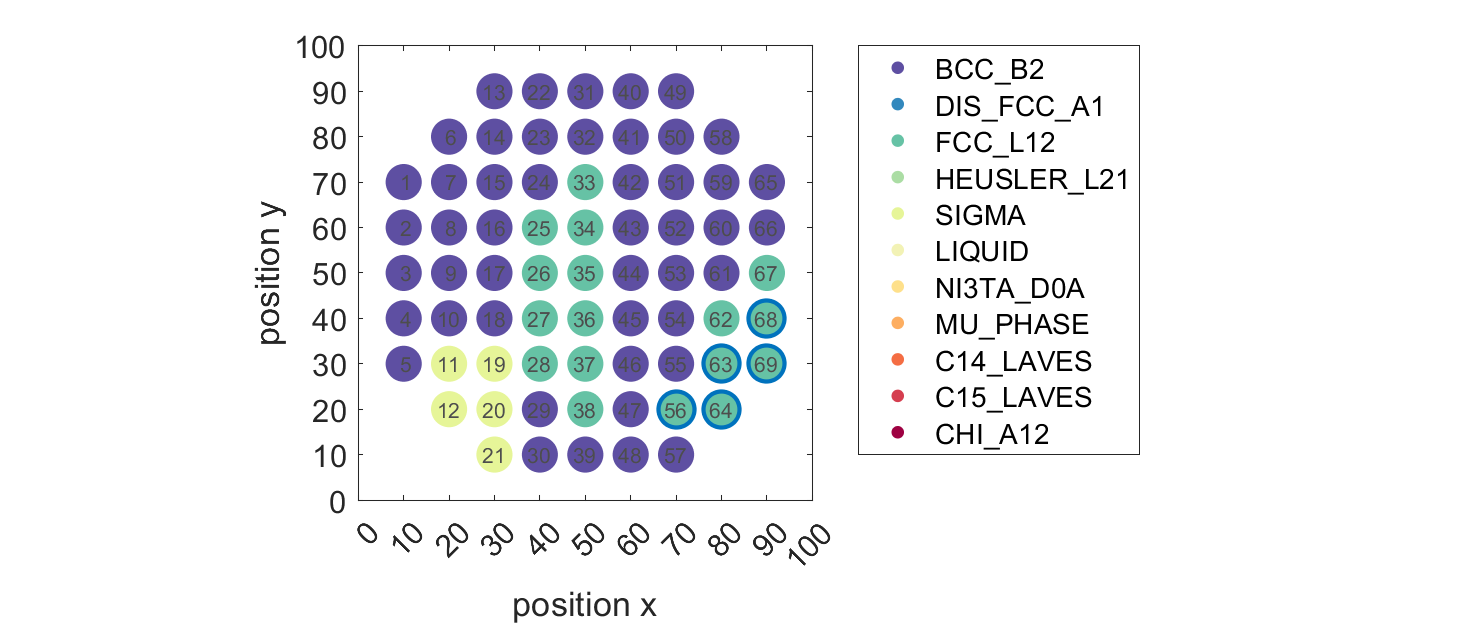 100
90
80
70
60
50
40
30
20
10
0
position y
13 22 31 40 49
6 14 23 32 41 50 58
1 7 15 24 33 42 51 59 65
2 8 16 25 34 43 52 60 66
3 9 17 26 35 44 53 61 67
4 10 18 27 36 45 54 62 68
5 11 19 28 37 46 55 63 69
12 20 29 38 47 56 64
21 30 39 48 57
0 10 20 30 40 50 60 70 80 90 100
position x
BCC_B2
DIS_FCC_A1
FCC_L12
HEUSLER_L21
SIGMA
LIQUID
NI3TA_D0A
MU_PHASE
C14_LAVES
C15_LAVES
CHI_A12